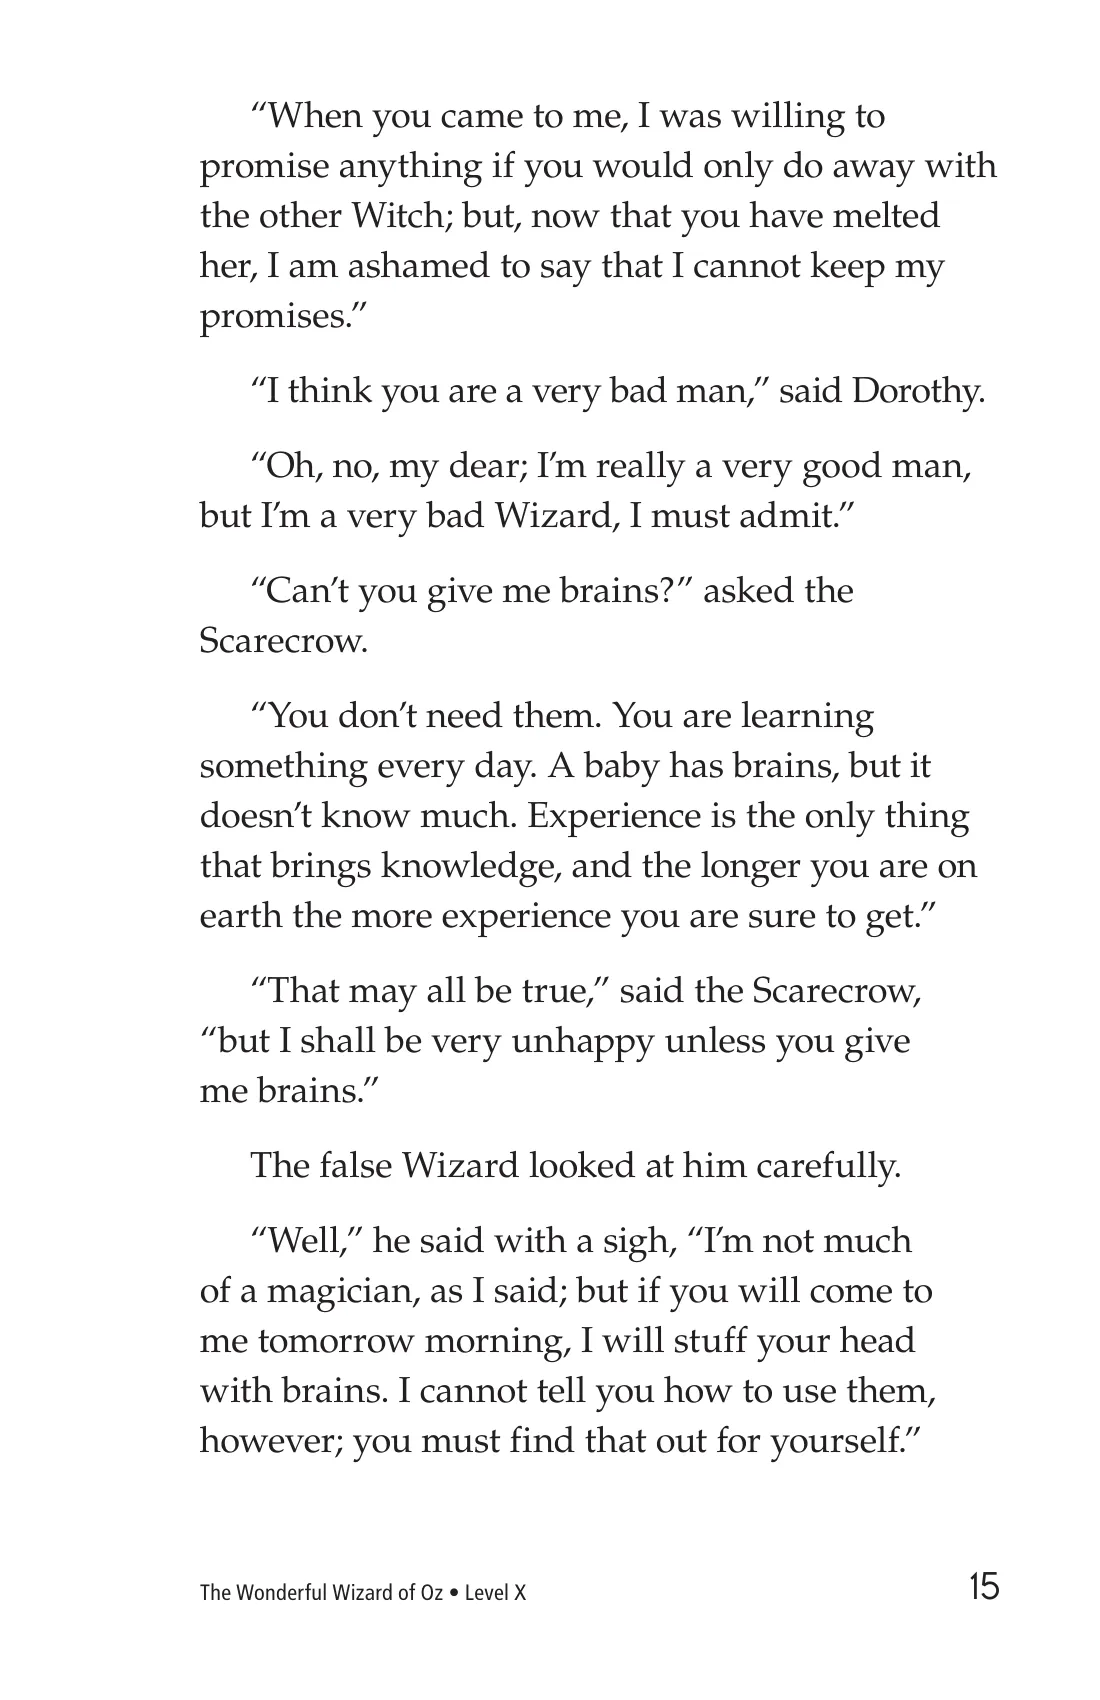 “When you came to me, I was willing to
promise anything if you would only do away with
the other Witch; but, now that you have melted
her, I am ashamed to say that I cannot keep my
promises.”
“I think you are a very bad man,” said Dorothy.
“Oh, no, my dear; I’m really a very good man,
but I’m a very bad Wizard, I must admit.”
“Can’t you give me brains?” asked the
Scarecrow.
“You don’t need them. You are learning
something every day. A baby has brains, but it
doesn’t know much. Experience is the only thing
that brings knowledge, and the longer you are on
earth the more experience you are sure to get.”
“That may all be true,” said the Scarecrow,
“but I shall be very unhappy unless you give
me brains.”
The false Wizard looked at him carefully.
“Well,” he said with a sigh, “I’m not much
of a magician, as I said; but if you will come to
me tomorrow morning, I will stuff your head
with brains. I cannot tell you how to use them,
however; you must find that out for yourself.”
The Wonderful Wizard of Oz • Level X 15